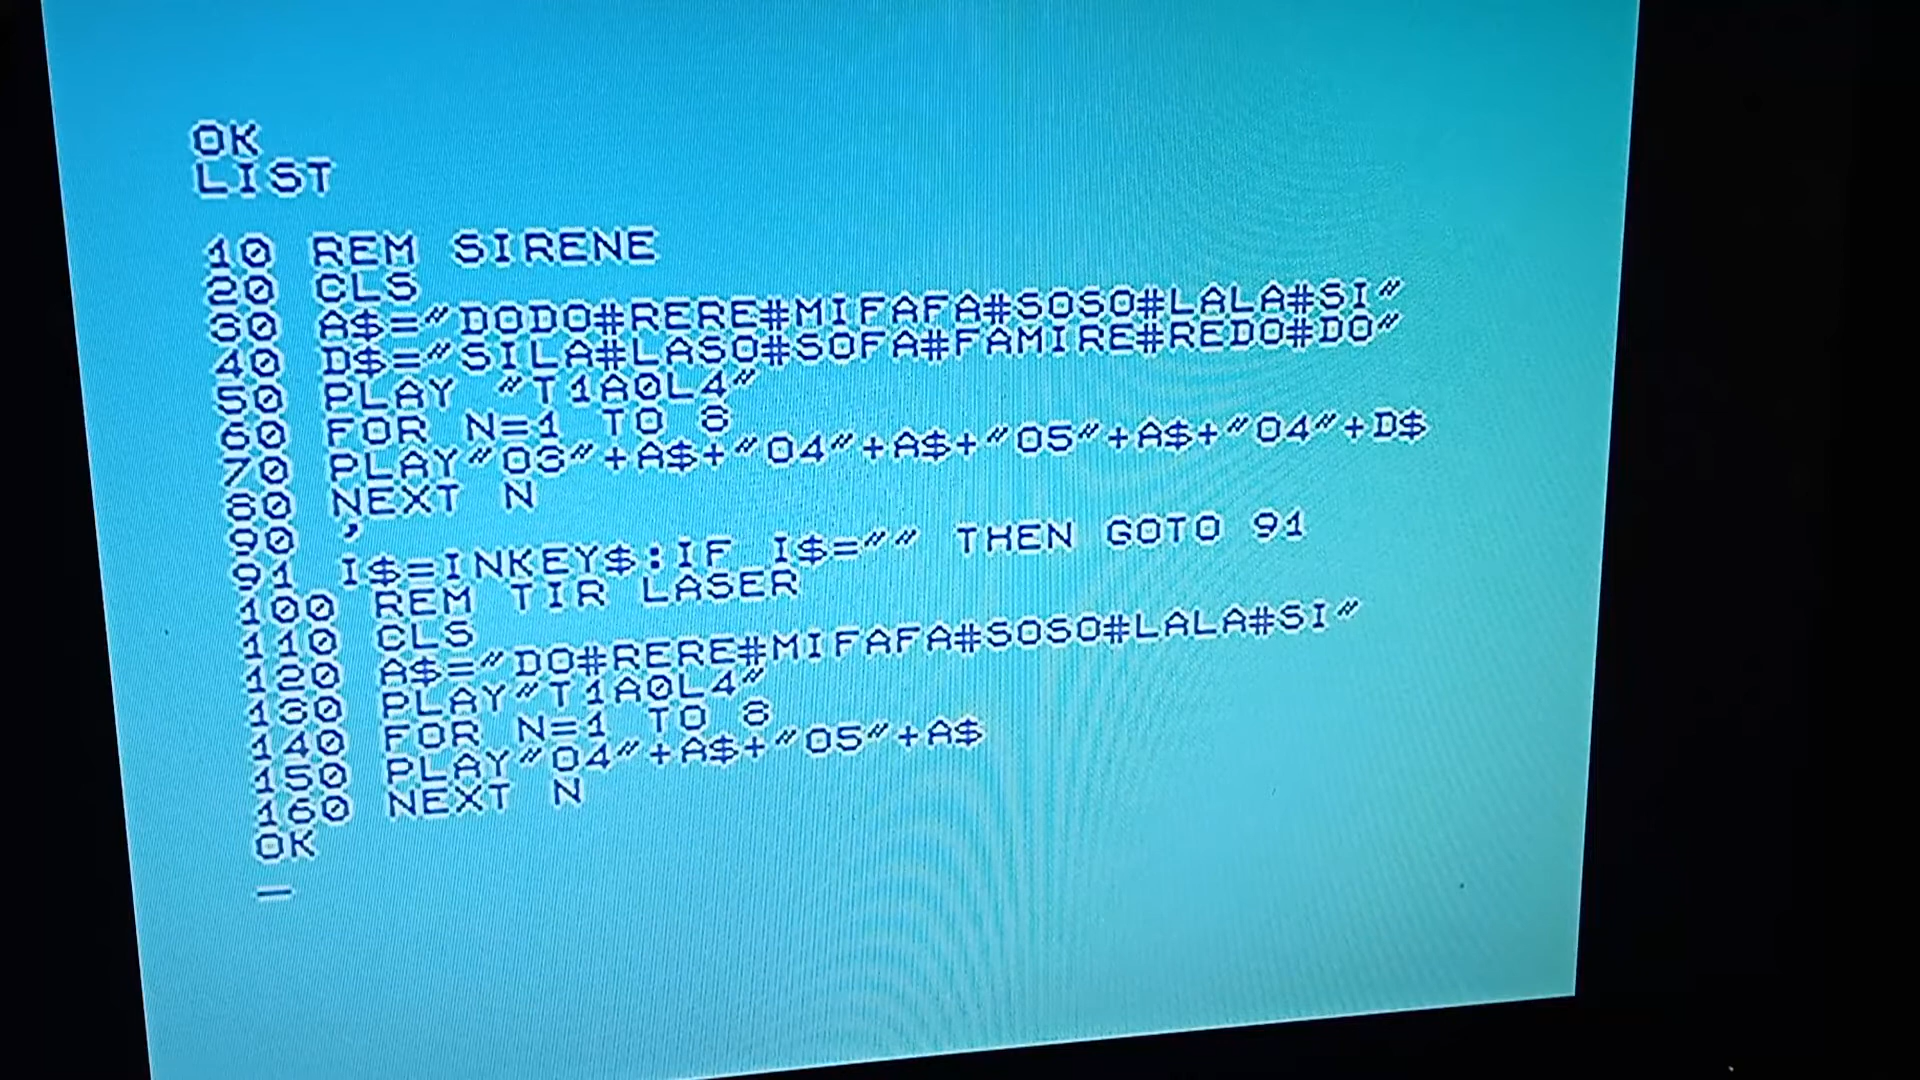 OK
LIST
10 REM SIRENE
20 CLS
30 A$="DODO#RERE#MIFAFA#SOSO#LALA#SI"
40 D$="SILA#LASO#SOFA#FAMIRE#REDO#DO"
50 PLAY "T1A0L4"
60 FOR N=1 TO 8
70 PLAY"O3"+A$+"O4"+A$+"O5"+A$+"O4"+D$
80 NEXT N
90 '
91 I$=INKEY$:IF I$="" THEN GOTO 91
100 REM TIR LASER
110 CLS
120 A$="DO#RERE#MIFAFA#SOSO#LALA#SI"
130 PLAY"T1A0L4"
140 FOR N=1 TO 8
150 PLAY"O4"+A$+"O5"+A$
160 NEXT N
OK